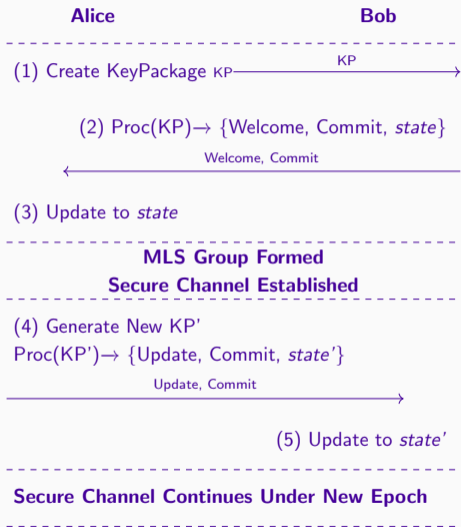 Alice Bob
(1) Create KeyPackage KP KP
(2) Proc(KP)→ {Welcome, Commit, state}
Welcome, Commit
(3) Update to state
MLS Group Formed
Secure Channel Established
(4) Generate New KP'
Proc(KP')→ {Update, Commit, state'}
Update, Commit
(5) Update to state'
Secure Channel Continues Under New Epoch